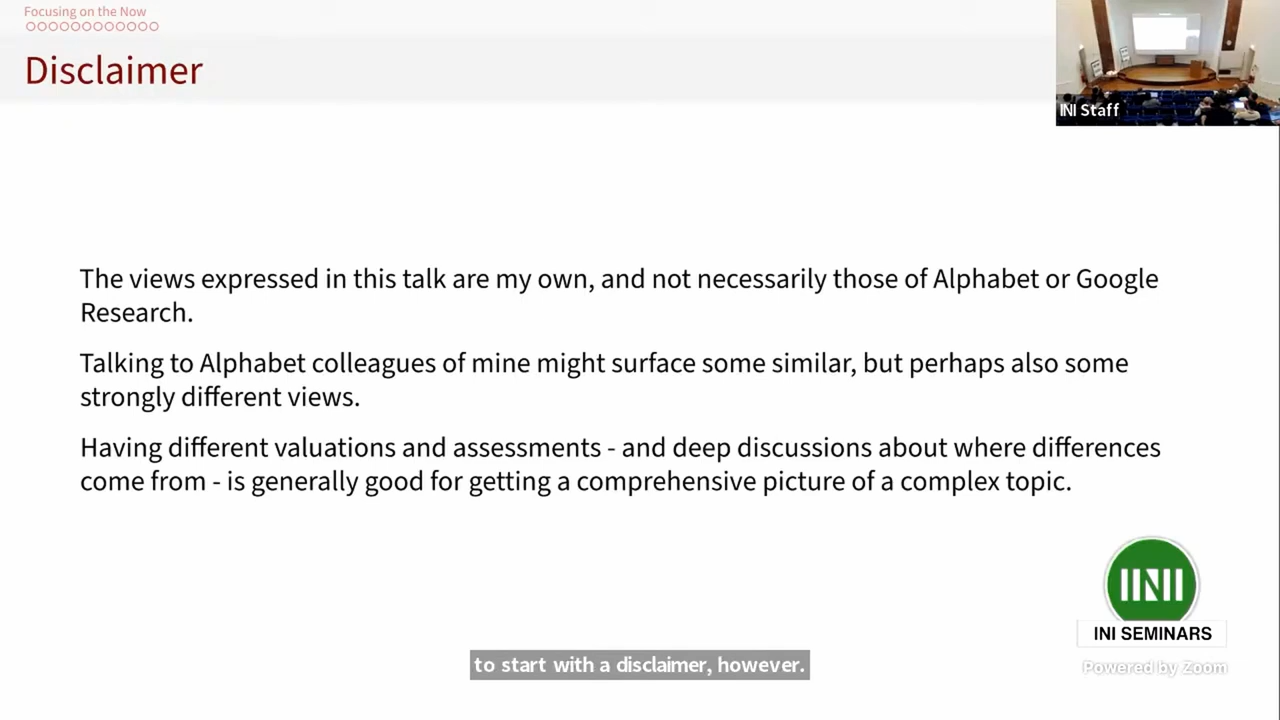 Focusing on the Now
Disclaimer
INI Staff
The views expressed in this talk are my own, and not necessarily those of Alphabet or Google
Research.
Talking to Alphabet colleagues of mine might surface some similar, but perhaps also some
strongly different views.
Having different valuations and assessments - and deep discussions about where differences
come from - is generally good for getting a comprehensive picture of a complex topic.
INI
INI SEMINARS
to start with a disclaimer, however.
Powered by Zoom